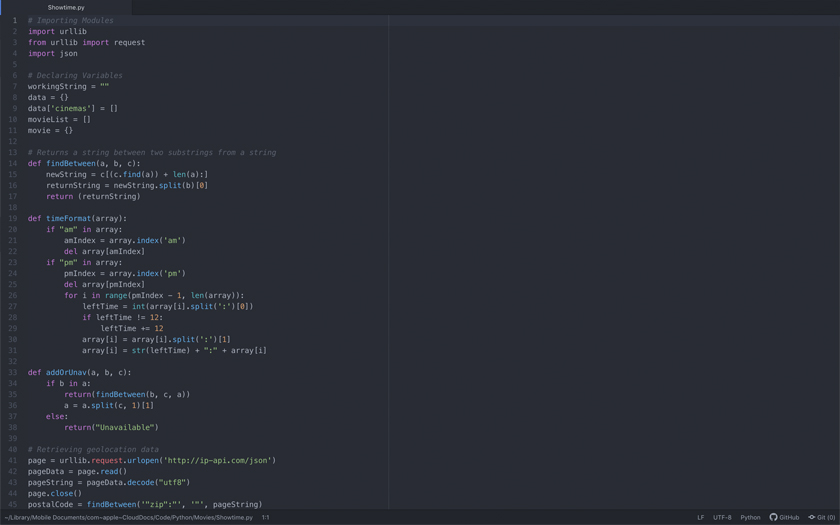 Showtime.py
1 # Importing Modules
2 import urllib
3 from urllib import request
4 import json
5
6 # Declaring Variables
7 workingString = ""
8 data = {}
9 data['cinemas'] = []
10 movieList = []
11 movie = {}
12
13 # Returns a string between two substrings from a string
14 def findBetween(a, b, c):
15     newString = c[(c.find(a)) + len(a):]
16     returnString = newString.split(b)[0]
17     return (returnString)
18
19 def timeFormat(array):
20     if "am" in array:
21         amIndex = array.index('am')
22         del array[amIndex]
23     if "pm" in array:
24         pmIndex = array.index('pm')
25         del array[pmIndex]
26         for i in range(pmIndex - 1, len(array)):
27             leftTime = int(array[i].split(':')[0])
28             if leftTime != 12:
29                 leftTime += 12
30             array[i] = array[i].split(':')[1]
31             array[i] = str(leftTime) + ":" + array[i]
32
33 def addOrUnav(a, b, c):
34     if b in a:
35         return(findBetween(b, c, a))
36         a = a.split(c, 1)[1]
37     else:
38         return("Unavailable")
39
40 # Retrieving geolocation data
41 page = urllib.request.urlopen('http://ip-api.com/json')
42 pageData = page.read()
43 pageString = pageData.decode("utf8")
44 page.close()
45 postalCode = findBetween('"zip":"', '"', pageString)
~/Library/Mobile Documents/com~apple~CloudDocs/Code/Python/Movies/Showtime.py 1:1 LF UTF-8 Python GitHub Git (0)